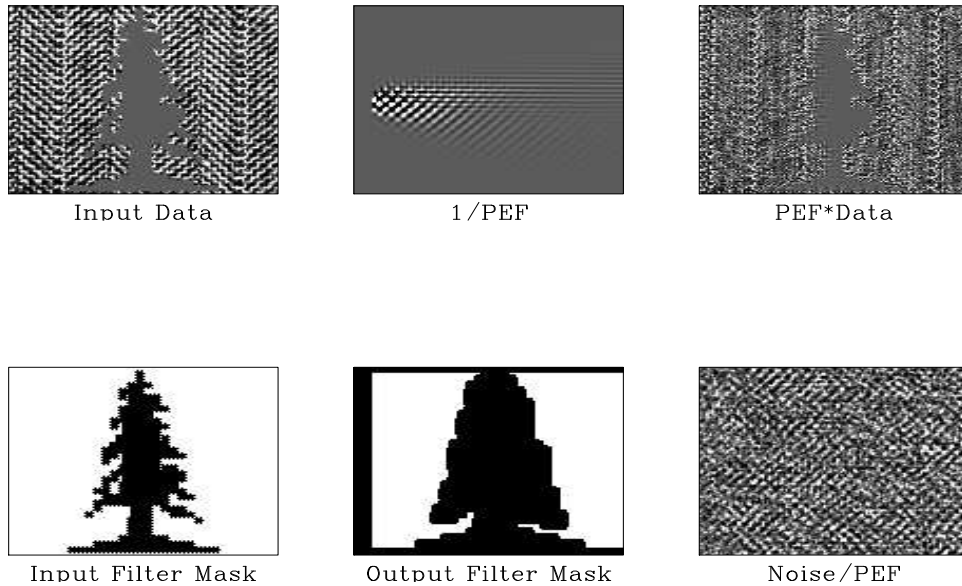 Input Data
1/PEF
PEF*Data
Input Filter Mask
Output Filter Mask
Noise/PEF